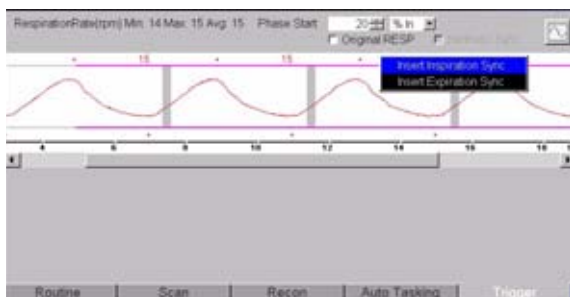 RespirationRate(rpm) Min: 14 Max: 15 Avg: 15 Phase Start 20 % In
Original RESP
15 15
Insert Inspiration Sync
Insert Expiration Sync
4 6 8 10 12 14 16 18
Routine Scan Recon Auto Tasking Trigger